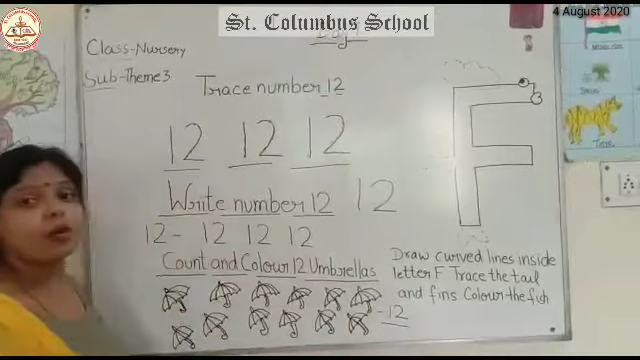 St. Columbus School
4 August 2020
Day
Class-Nursery
Sub-Theme3
Trace number 12
12 12 12
Write number 12 12
12 - 12 12 12
Count and Colour 12 Umbrellas
- 12
F
Draw curved lines inside
letter F Trace the tail
and fins Colour the fish